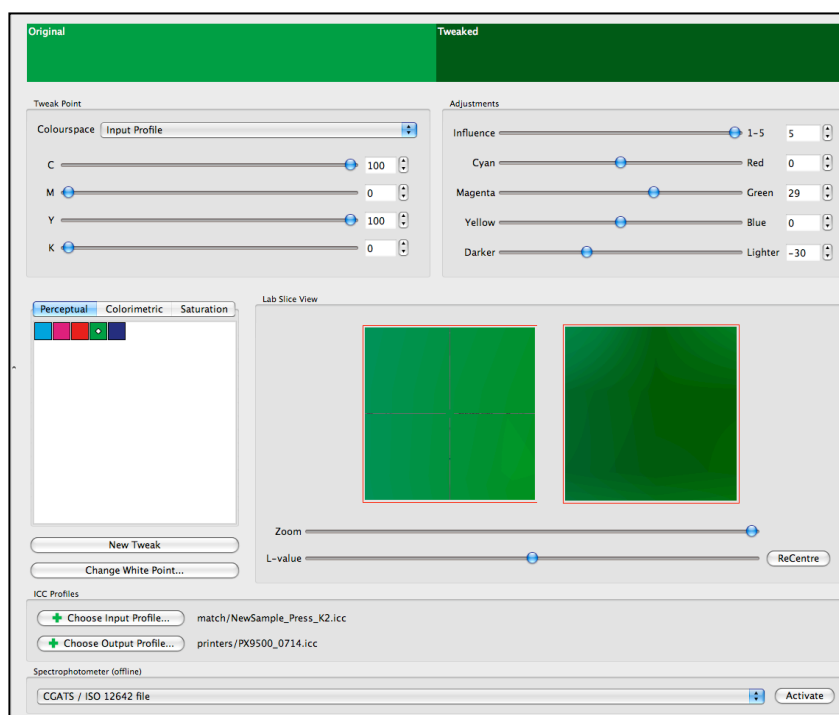 Original Tweaked
Tweak Point
Colourspace Input Profile
C 100
M 0
Y 100
K 0
Adjustments
Influence 1-5 5
Cyan Red 0
Magenta Green 29
Yellow Blue 0
Darker Lighter -30
Perceptual Colorimetric Saturation
New Tweak
Change White Point...
Lab Slice View
Zoom
L-value ReCentre
ICC Profiles
Choose Input Profile... match/NewSample_Press_K2.icc
Choose Output Profile... printers/PX9500_0714.icc
Spectrophotometer (offline)
CGATS / ISO 12642 file Activate